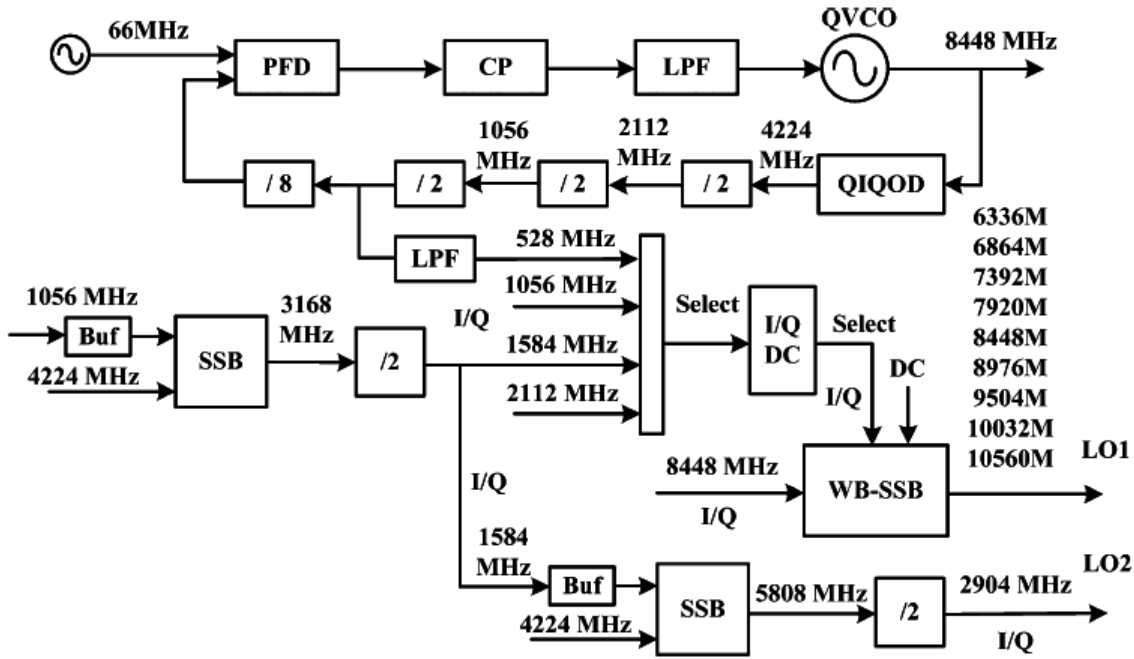 QVCO
66MHz
8448 MHz
PFD
CP
LPF
1056
MHz
2112
MHz
4224
MHz
/ 8
/ 2
/ 2
/ 2
QIQOD
6336M
6864M
7392M
7920M
8448M
8976M
9504M
10032M
10560M
LPF
528 MHz
1056 MHz
I/Q
1584 MHz
2112 MHz
1056 MHz
Buf
4224 MHz
SSB
3168
MHz
/2
Select
I/Q
DC
Select
I/Q
DC
8448 MHz
I/Q
WB-SSB
LO1
I/Q
1584
MHz
Buf
4224 MHz
SSB
5808 MHz
/2
2904 MHz
I/Q
LO2